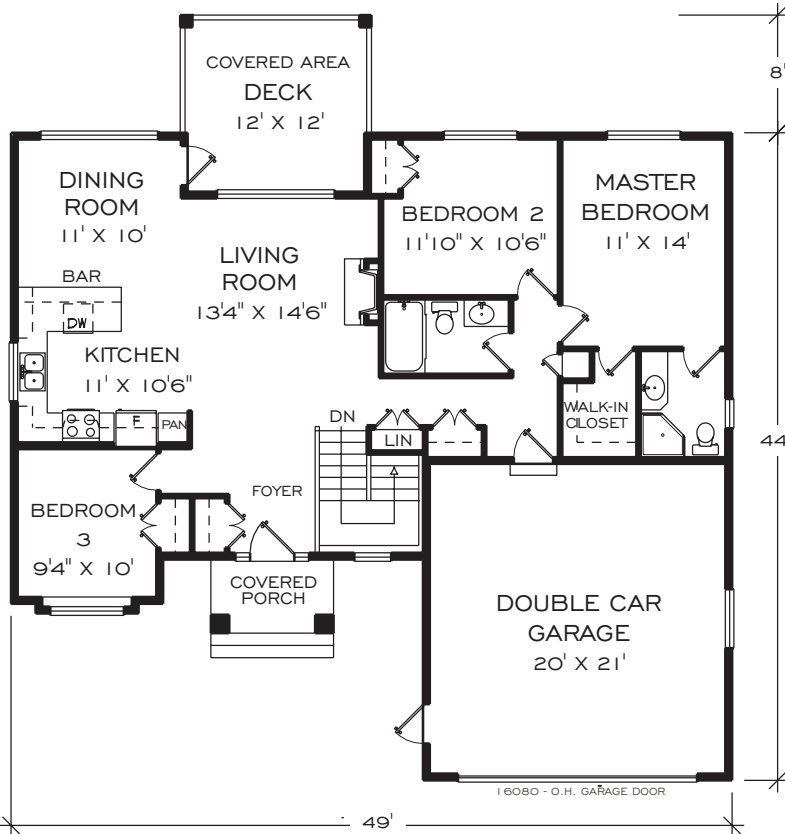 COVERED AREA
DECK
12' X 12'
8'
DINING
ROOM
11' X 10'
LIVING
ROOM
13'4" X 14'6"
BEDROOM 2
11'10" X 10'6"
MASTER
BEDROOM
11' X 14'
BAR
DW
KITCHEN
11' X 10'6"
F
PAN
DN
LIN
WALK-IN
CLOSET
44
BEDROOM
3
9'4" X 10'
FOYER
COVERED
PORCH
DOUBLE CAR
GARAGE
20' X 21'
16080 - O.H. GARAGE DOOR
49'